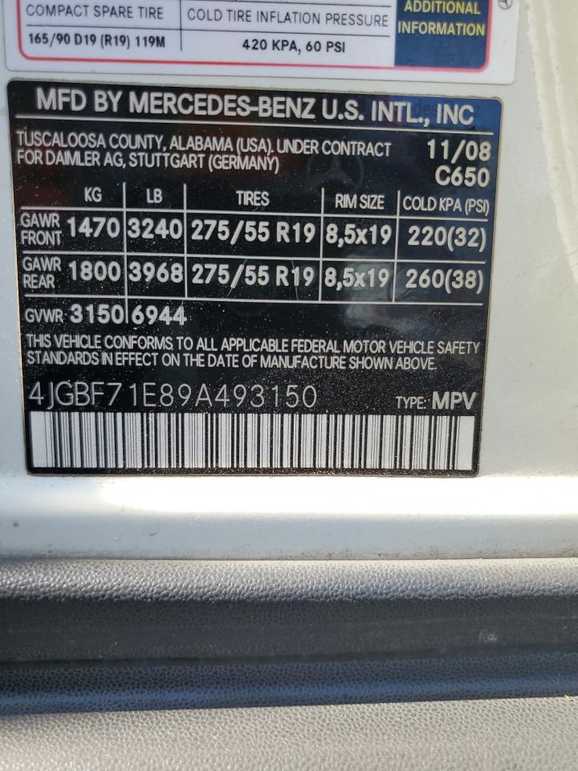 COMPACT SPARE TIRE COLD TIRE INFLATION PRESSURE ADDITIONAL
165/90 D19 (R19) 119M 420 KPA, 60 PSI INFORMATION
MFD BY MERCEDES-BENZ U.S. INTL., INC
TUSCALOOSA COUNTY, ALABAMA (USA). UNDER CONTRACT 11/08
FOR DAIMLER AG, STUTTGART (GERMANY) C650
KG LB TIRES RIM SIZE COLD KPA (PSI)
GAWR FRONT 1470 3240 275/55 R19 8,5x19 220(32)
GAWR REAR 1800 3968 275/55 R19 8,5x19 260(38)
GVWR 3150 6944
THIS VEHICLE CONFORMS TO ALL APPLICABLE FEDERAL MOTOR VEHICLE SAFETY
AND THEFT PREVENTION STANDARDS IN
EFFECT ON THE DATE OF MANUFACTURE SHOWN ABOVE.
4JGBF71E89A493150 TYPE: MPV